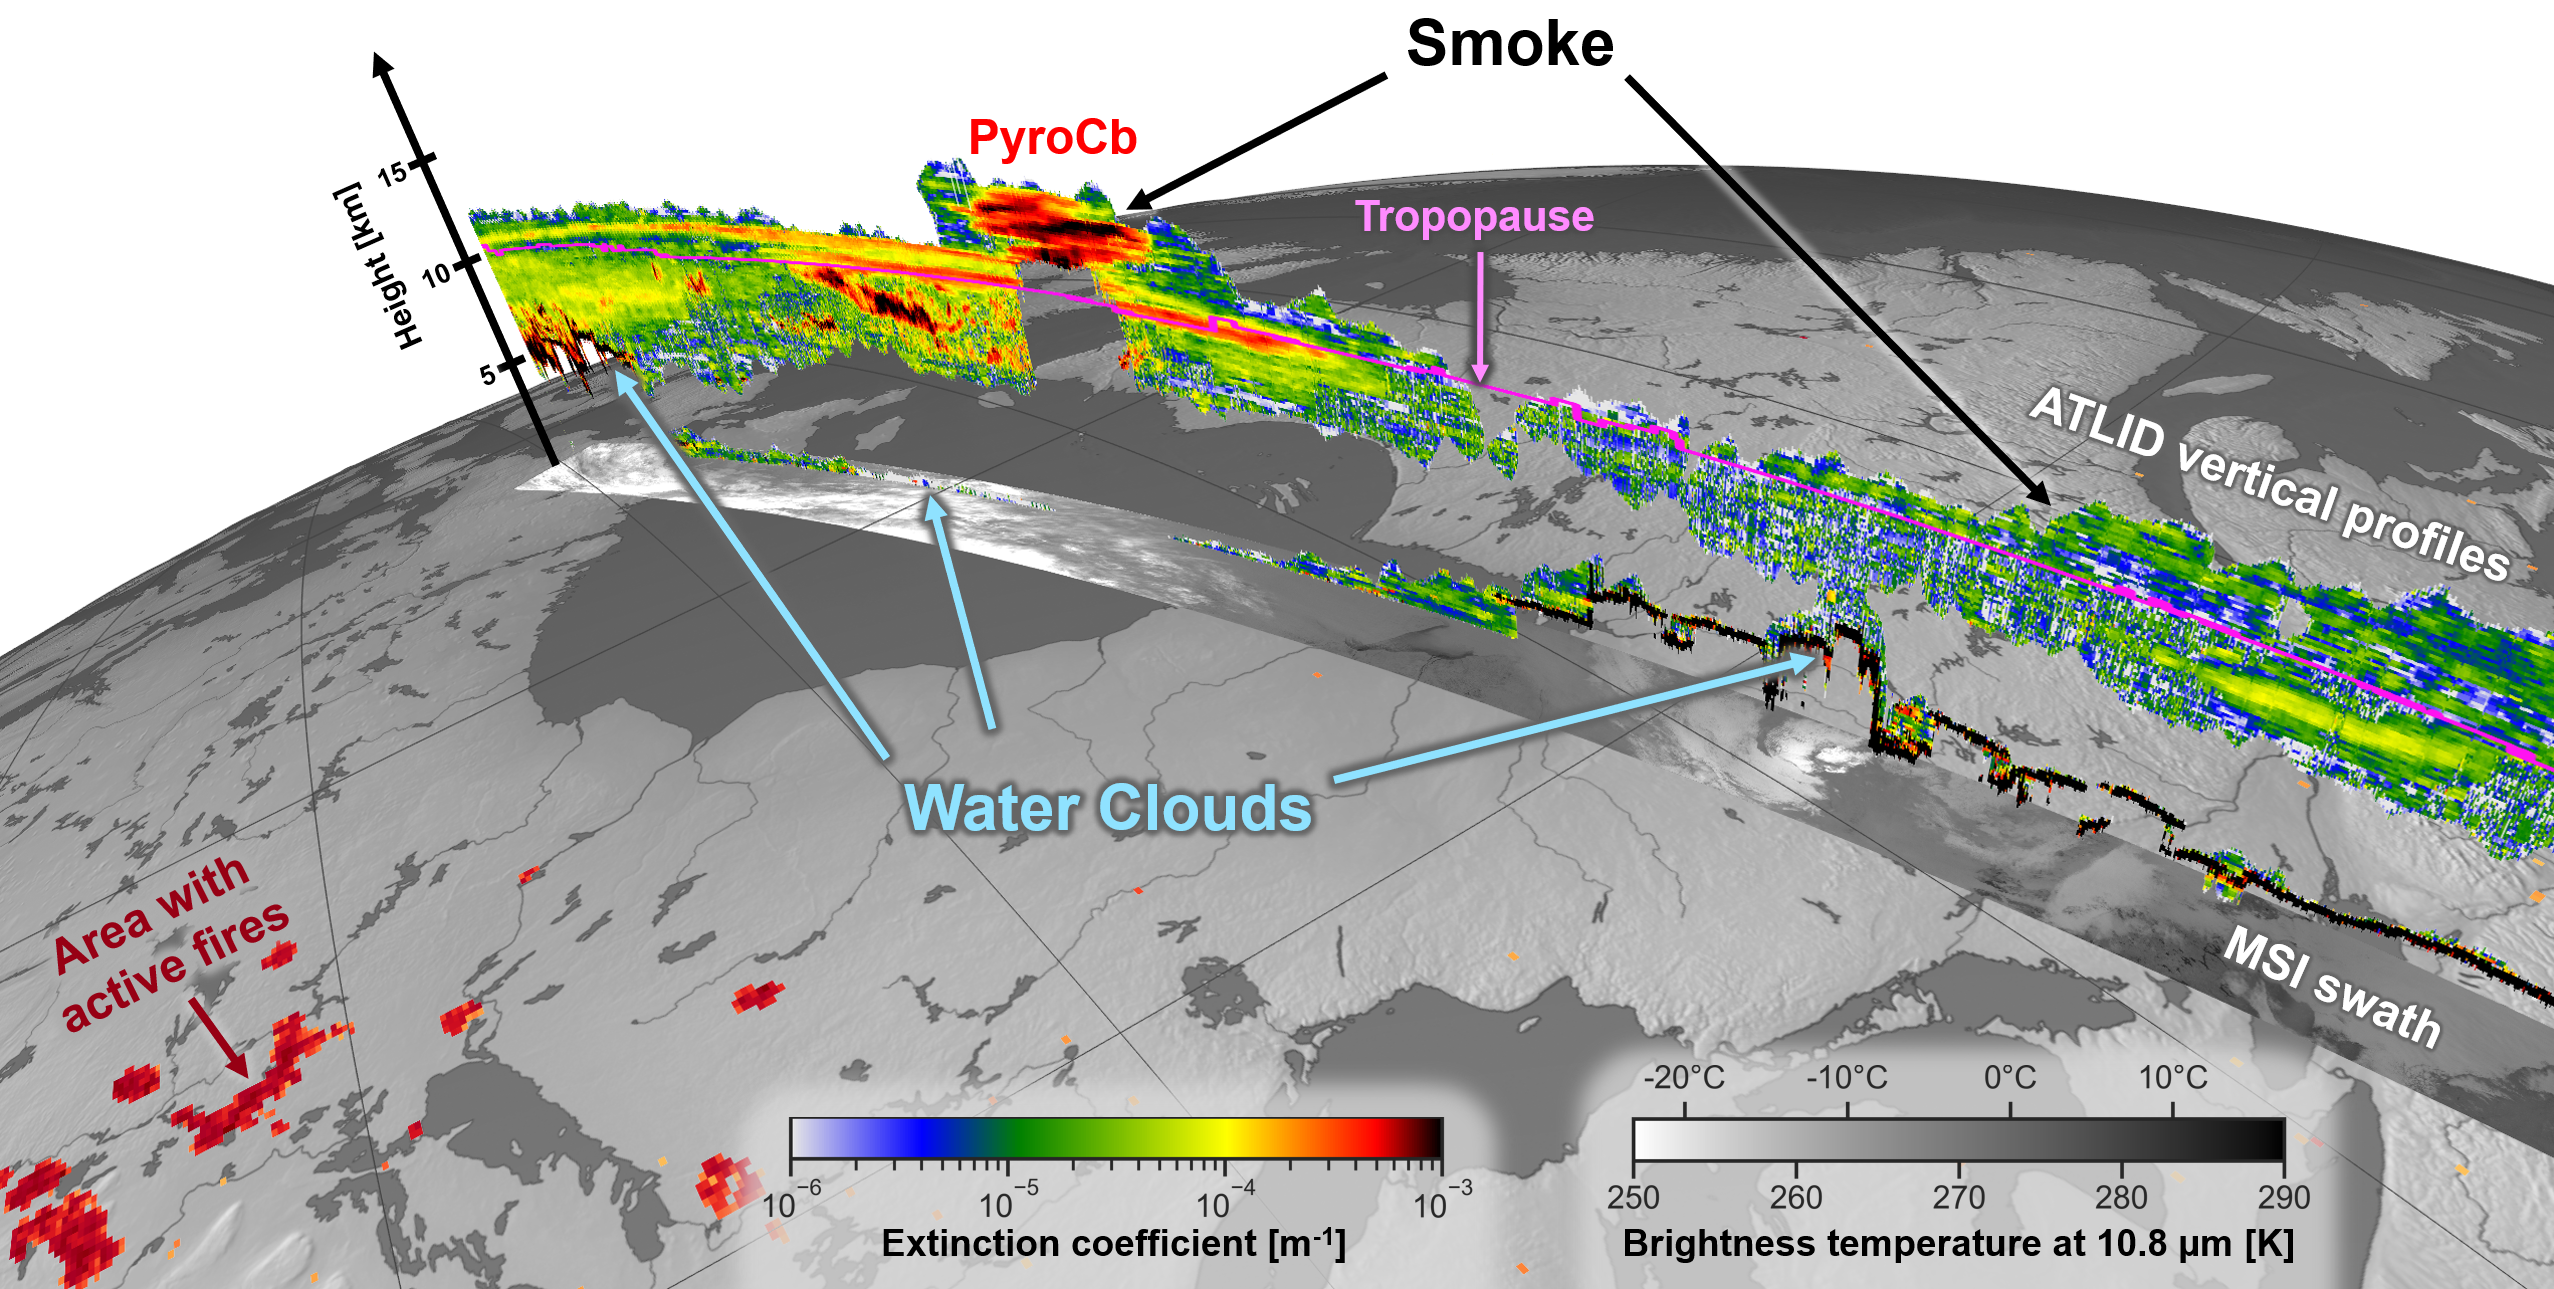 Smoke
PyroCb
Tropopause
15
10
5
Height [km]
ATLID vertical profiles
Water Clouds
Area with
active fires
MSI swath
10⁻⁶ 10⁻⁵ 10⁻⁴ 10⁻³
Extinction coefficient [m⁻¹]
-20°C -10°C 0°C 10°C
250 260 270 280 290
Brightness temperature at 10.8 µm [K]